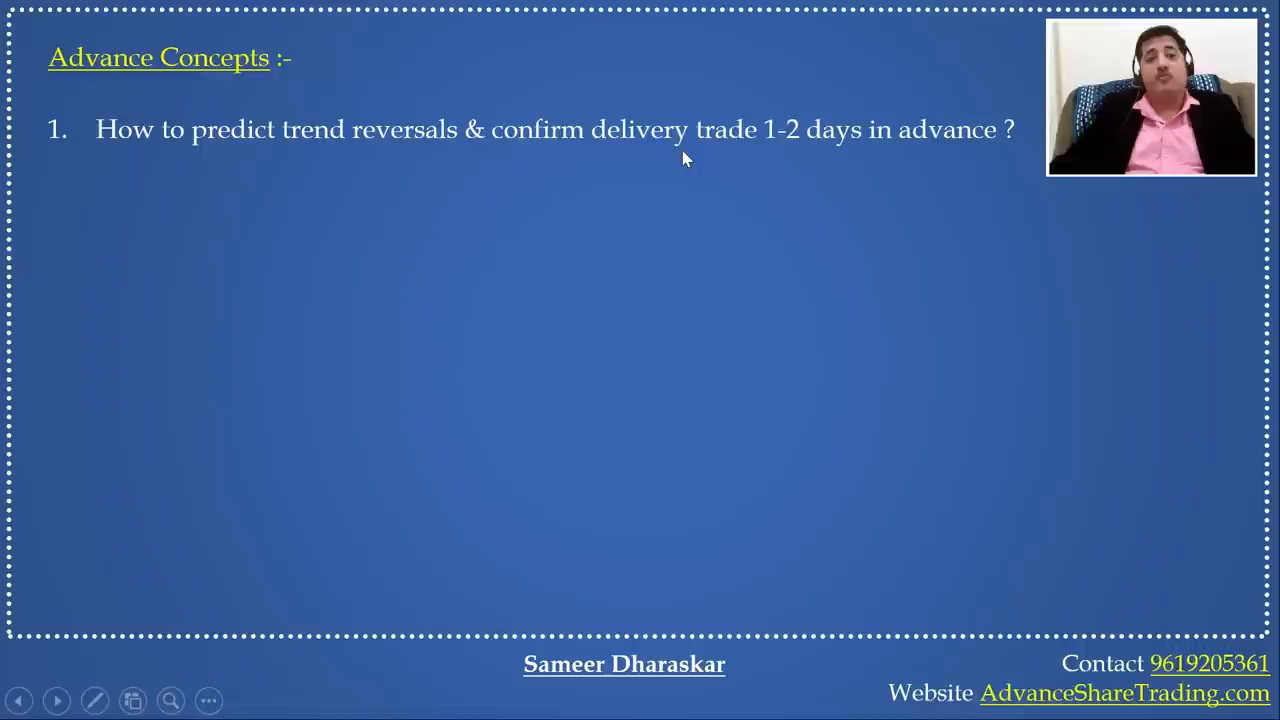 Advance Concepts :-
1. How to predict trend reversals & confirm delivery trade 1-2 days in advance ?
Sameer Dharaskar
Contact 9619205361
Website AdvanceShareTrading.com